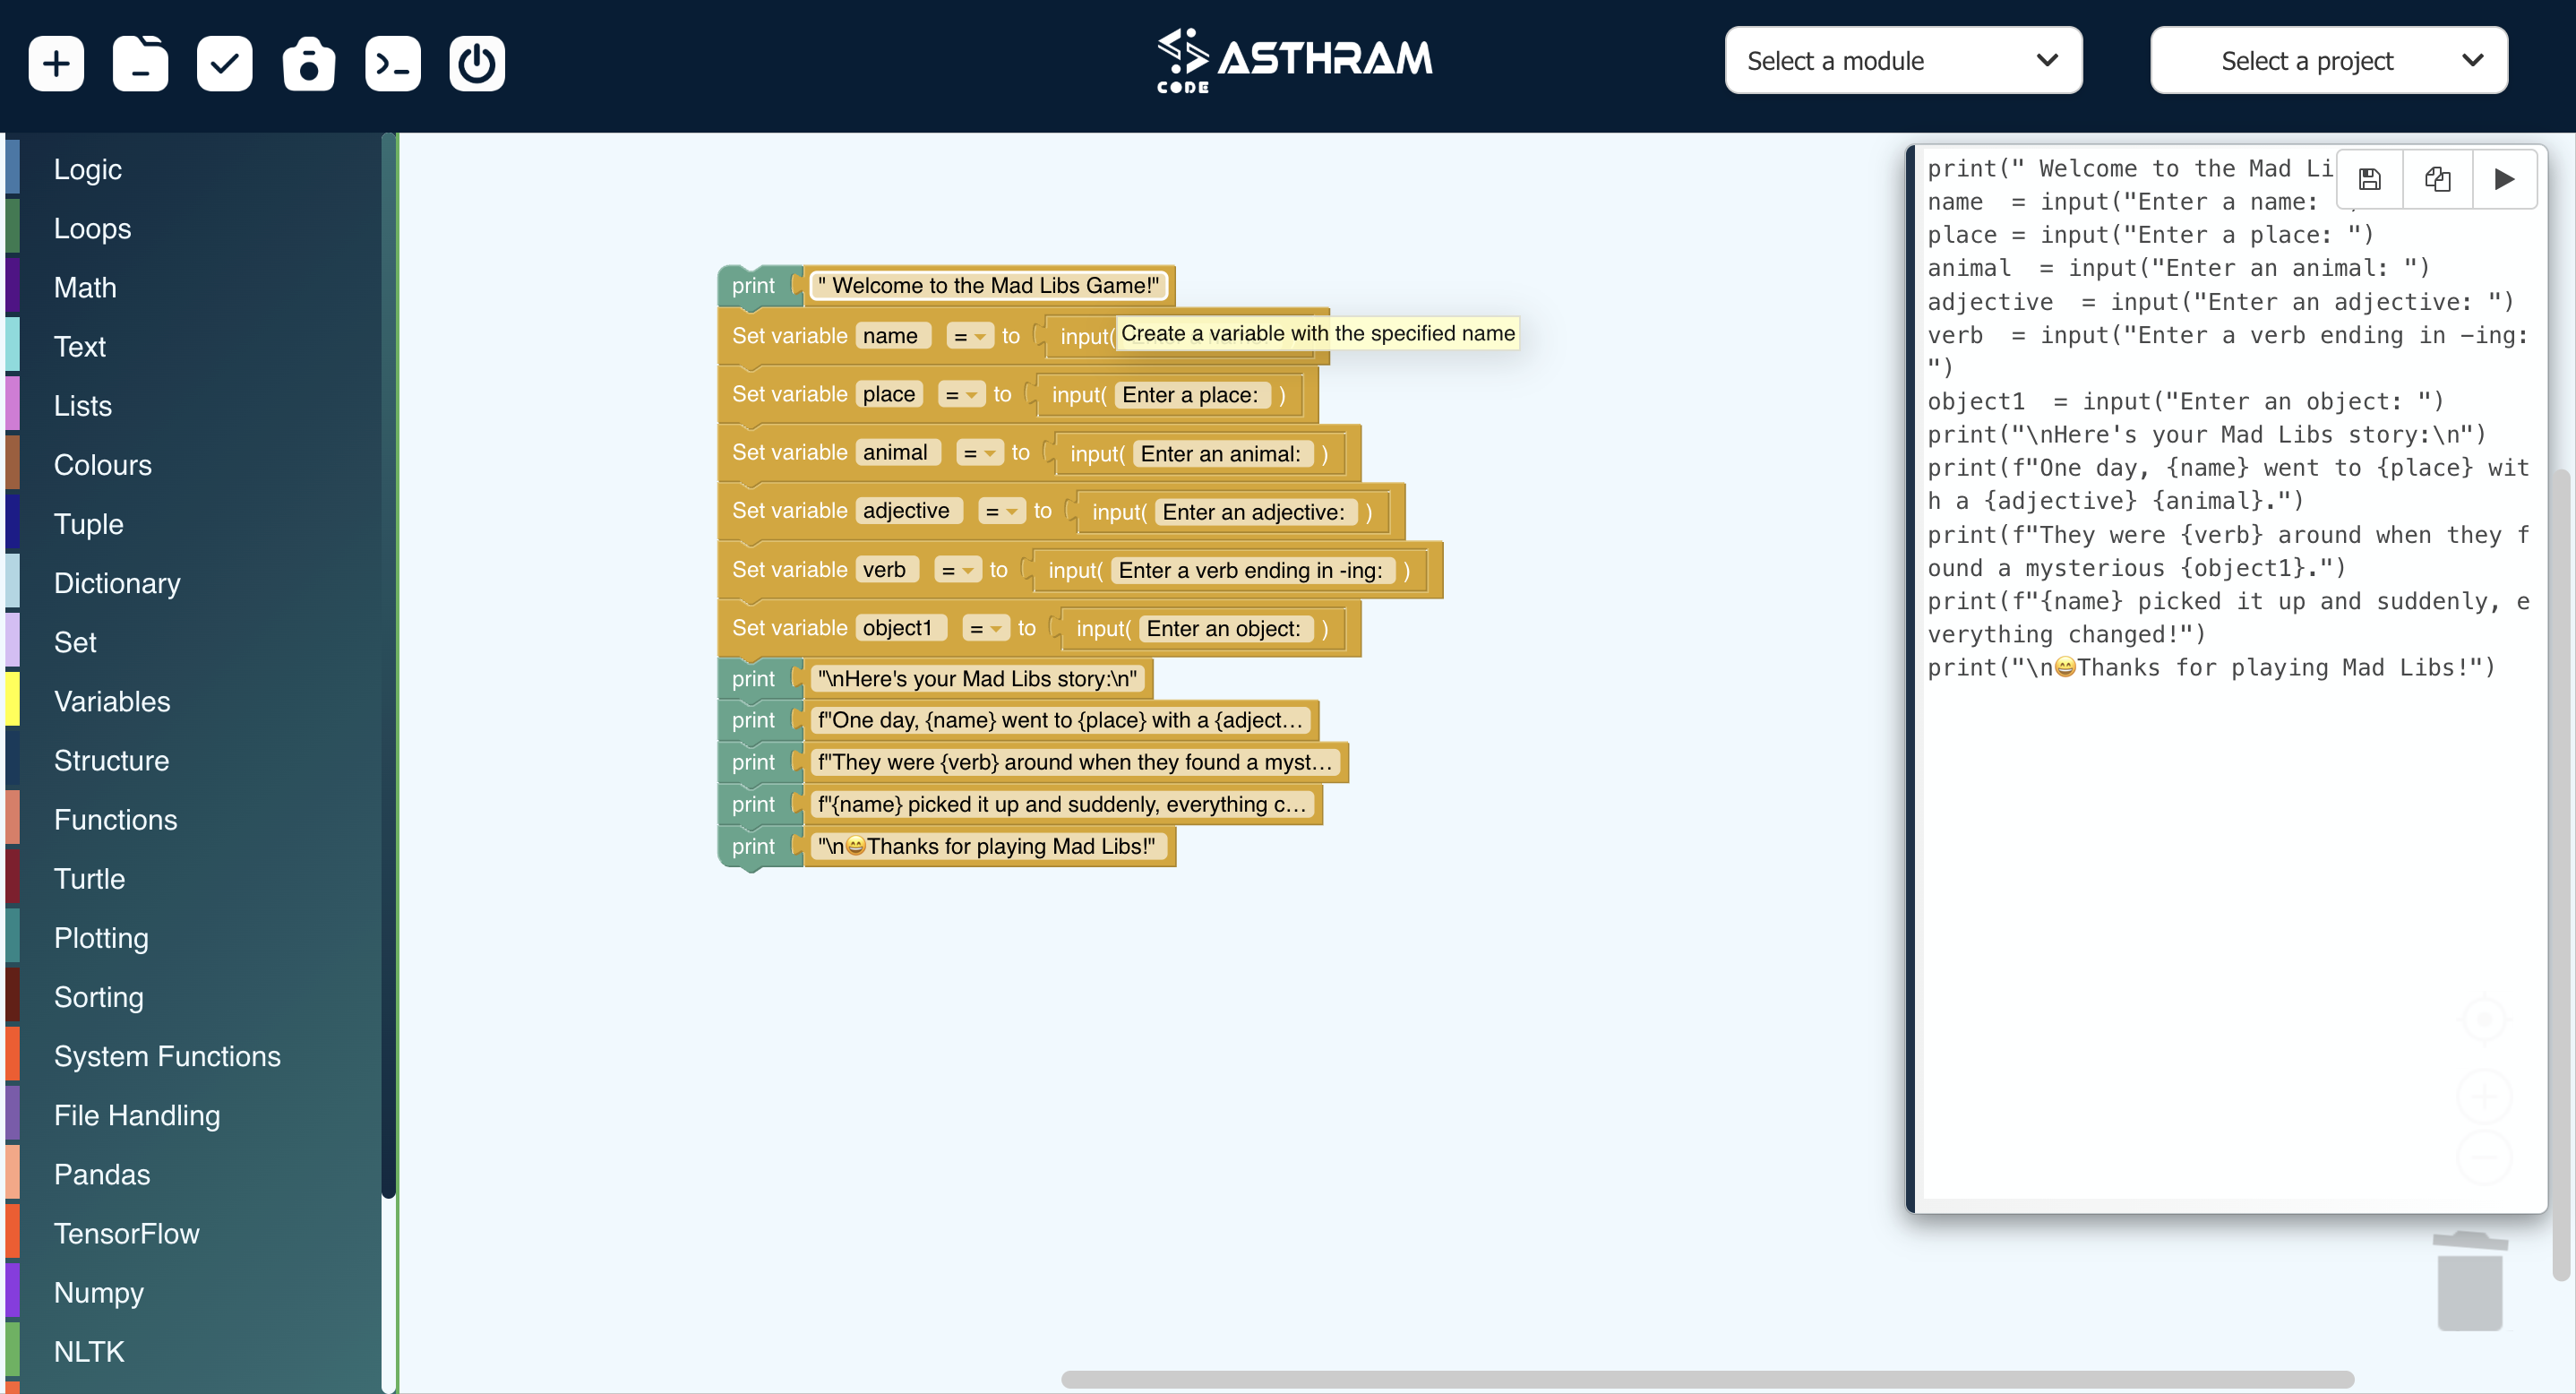 CODE ASTHRAM
Select a module
Select a project
Logic
Loops
Math
Text
Lists
Colours
Tuple
Dictionary
Set
Variables
Structure
Functions
Turtle
Plotting
Sorting
System Functions
File Handling
Pandas
TensorFlow
Numpy
NLTK
print " Welcome to the Mad Libs Game!"
Set variable name = to input(
Create a variable with the specified name
Set variable place = to input( Enter a place: )
Set variable animal = to input( Enter an animal: )
Set variable adjective = to input( Enter an adjective: )
Set variable verb = to input( Enter a verb ending in -ing: )
Set variable object1 = to input( Enter an object: )
print "\nHere's your Mad Libs story:\n"
print f"One day, {name} went to {place} with a {adject...
print f"They were {verb} around when they found a myst...
print f"{name} picked it up and suddenly, everything c...
print "\n😄Thanks for playing Mad Libs!"
print(" Welcome to the Mad Li
name  = input("Enter a name:
place = input("Enter a place: ")
animal  = input("Enter an animal: ")
adjective  = input("Enter an adjective: ")
verb  = input("Enter a verb ending in -ing:
")
object1  = input("Enter an object: ")
print("\nHere's your Mad Libs story:\n")
print(f"One day, {name} went to {place} wit
h a {adjective} {animal}.")
print(f"They were {verb} around when they f
ound a mysterious {object1}.")
print(f"{name} picked it up and suddenly, e
verything changed!")
print("\n😄Thanks for playing Mad Libs!")